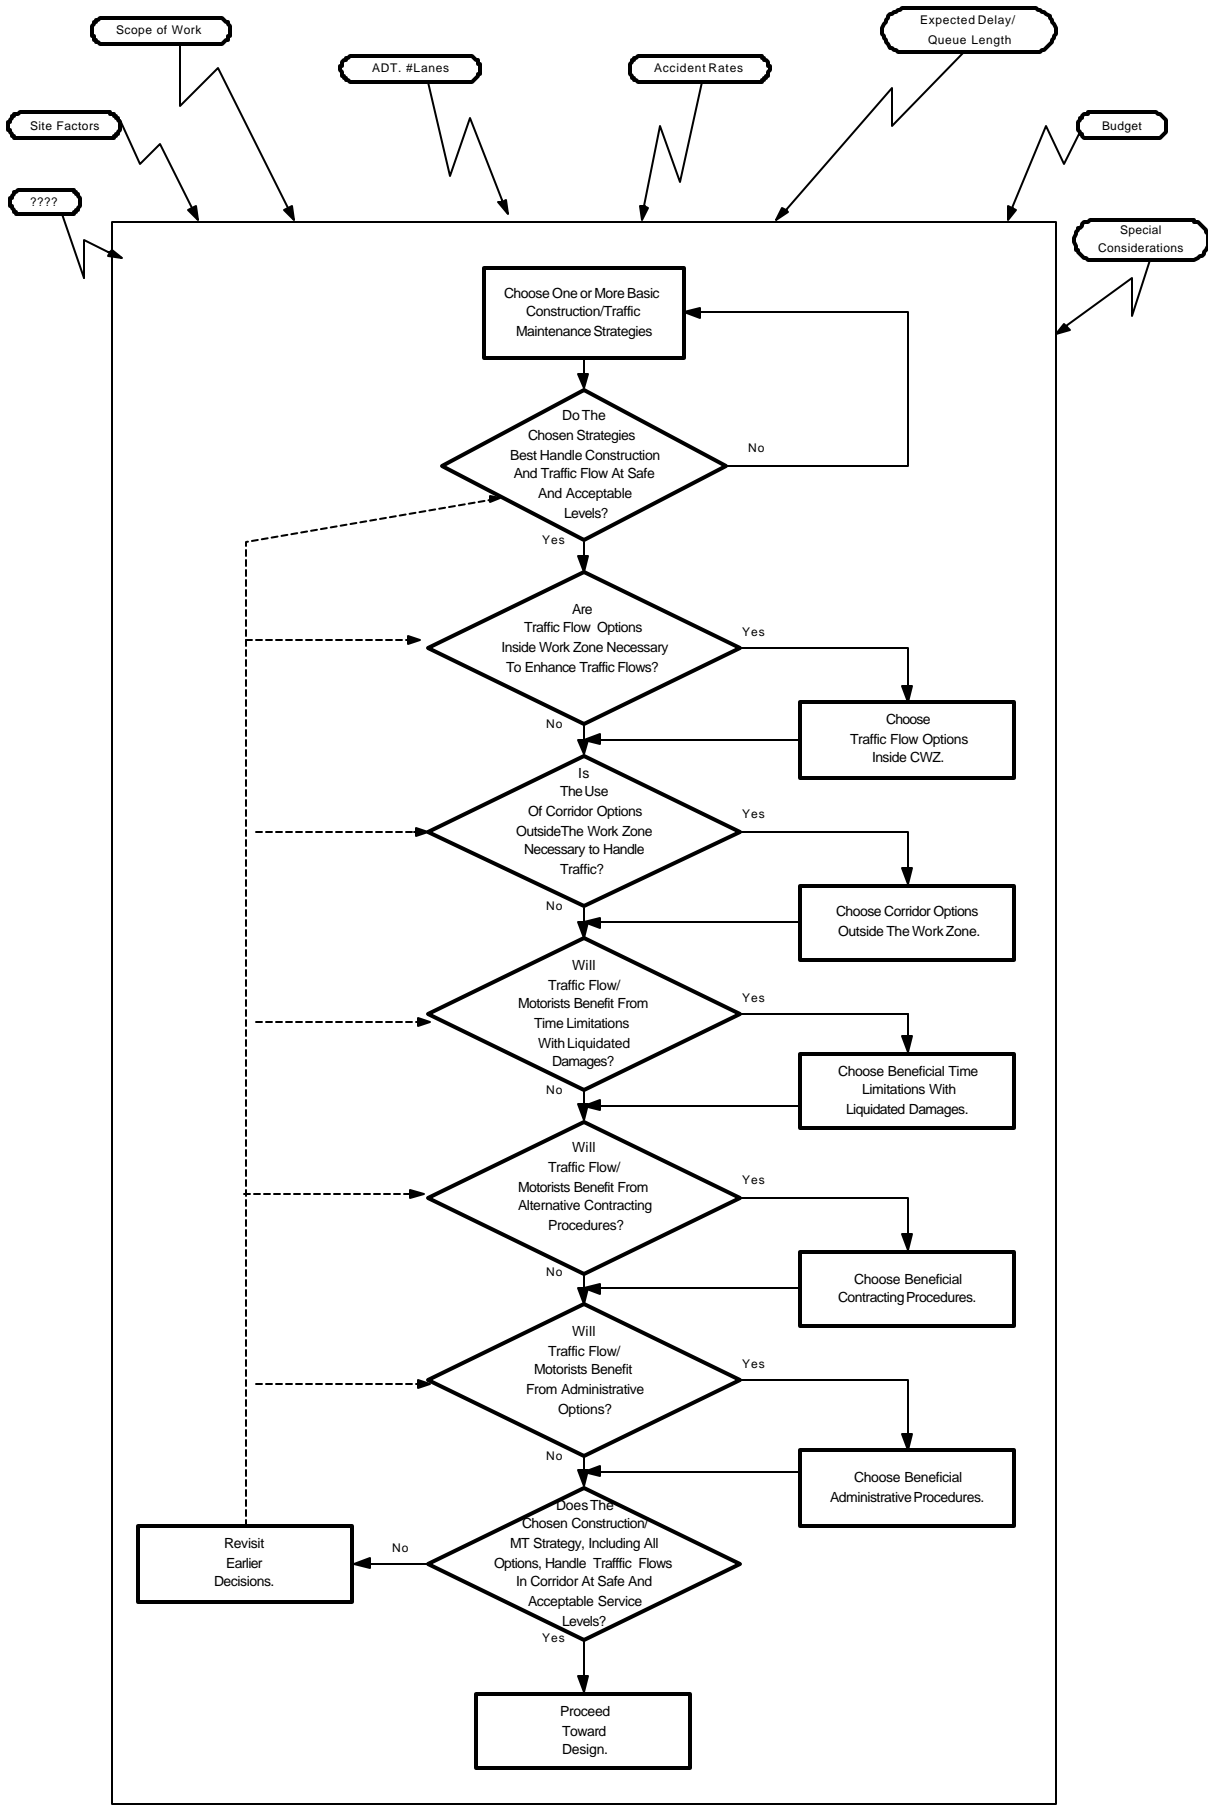 Expected Delay/
Queue Length
Scope of Work
ADT. #Lanes
Accident Rates
Site Factors
Budget
????
Special
Considerations
Choose One or More Basic
Construction/Traffic
Maintenance Strategies
Do The
Chosen Strategies
Best Handle Construction
And Traffic Flow At Safe
And Acceptable
Levels?
No
Yes
Are
Traffic Flow Options
Inside Work Zone Necessary
To Enhance Traffic Flows?
Yes
No
Choose
Traffic Flow Options
Inside CWZ.
Is
The Use
Of Corridor Options
OutsideThe Work Zone
Necessary to Handle
Traffic?
Yes
No
Choose Corridor Options
Outside The Work Zone.
Will
Traffic Flow/
Motorists Benefit From
Time Limitations
With Liquidated
Damages?
Yes
No
Choose Beneficial Time
Limitations With
Liquidated Damages.
Will
Traffic Flow/
Motorists Benefit From
Alternative Contracting
Procedures?
Yes
No
Choose Beneficial
Contracting Procedures.
Will
Traffic Flow/
Motorists Benefit
From Administrative
Options?
Yes
No
Choose Beneficial
Administrative Procedures.
Does The
Chosen Construction/
MT Strategy, Including All
Options, Handle Trafffic Flows
In Corridor At Safe And
Acceptable Service
Levels?
No
Yes
Revisit
Earlier
Decisions.
Proceed
Toward
Design.